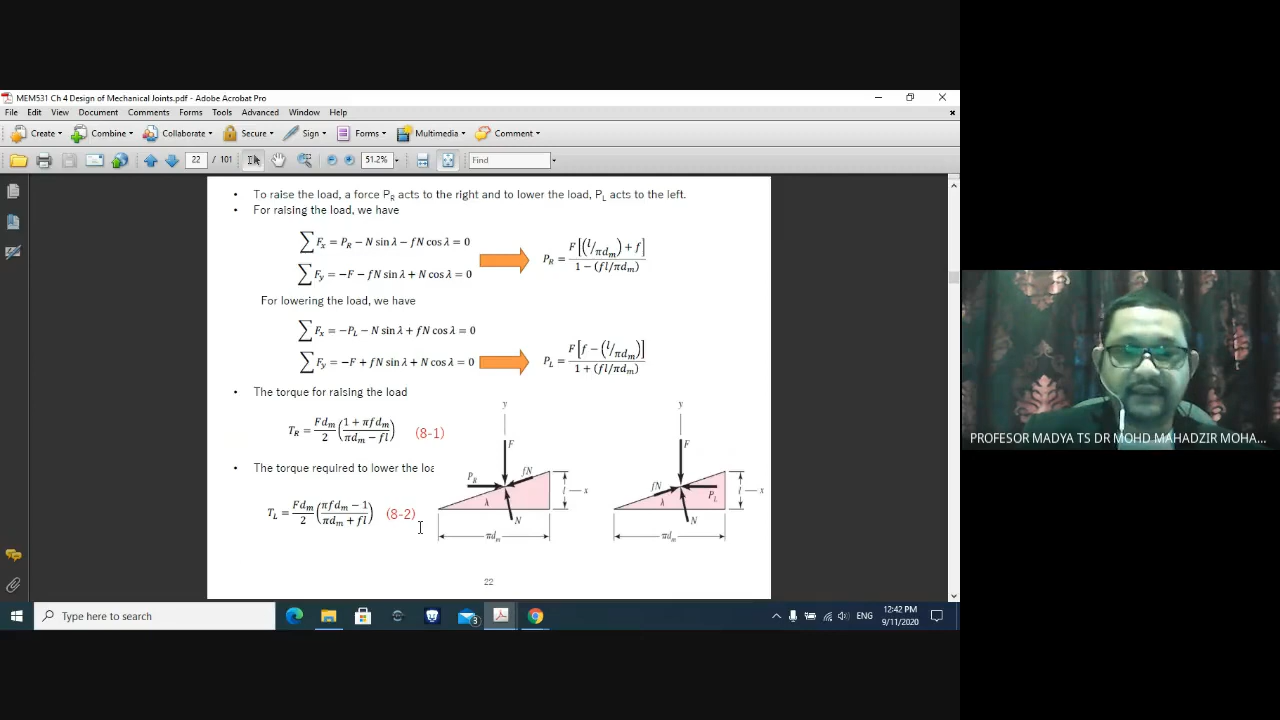 MEM531 Ch 4 Design of Mechanical Joints.pdf - Adobe Acrobat Pro
File Edit View Document Comments Forms Tools Advanced Window Help
Create Combine Collaborate Secure Sign Forms Multimedia Comment
22 / 101 51.2% Find
• To raise the load, a force P_R acts to the right and to lower the load, P_L acts to the left.
• For raising the load, we have
∑ F_x = P_R − N sin λ − fN cos λ = 0
P_R = F[(l/πd_m) + f] / 1 − (fl/πd_m)
∑ F_y = −F − fN sin λ + N cos λ = 0
For lowering the load, we have
∑ F_x = −P_L − N sin λ + fN cos λ = 0
∑ F_y = −F + fN sin λ + N cos λ = 0
P_L = F[f − (l/πd_m)] / 1 + (fl/πd_m)
• The torque for raising the load
T_R = Fd_m/2 (1 + πfd_m / πd_m − fl) (8-1)
• The torque required to lower the loa
T_L = Fd_m/2 (πfd_m − 1 / πd_m + fl) (8-2)
y
F
P_R
fN
λ
N
l
x
πd_m
y
F
fN
P_L
λ
N
l
x
πd_m
22
PROFESOR MADYA TS DR MOHD MAHADZIR MOHA...
Type here to search
3
ENG
12:42 PM
9/11/2020